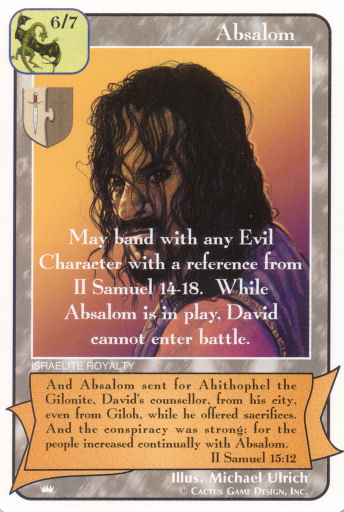 6/7
Absalom
May band with any Evil
Character with a reference from
II Samuel 14-18. While
Absalom is in play, David
cannot enter battle.
ISRAELITE ROYALTY
And Absalom sent for Ahithophel the
Gilonite, David's counsellor, from his city,
even from Giloh, while he offered sacrifices.
And the conspiracy was strong; for the
people increased continually with Absalom.
II Samuel 15:12
Illus. Michael Ulrich
© Cactus Game Design, Inc.